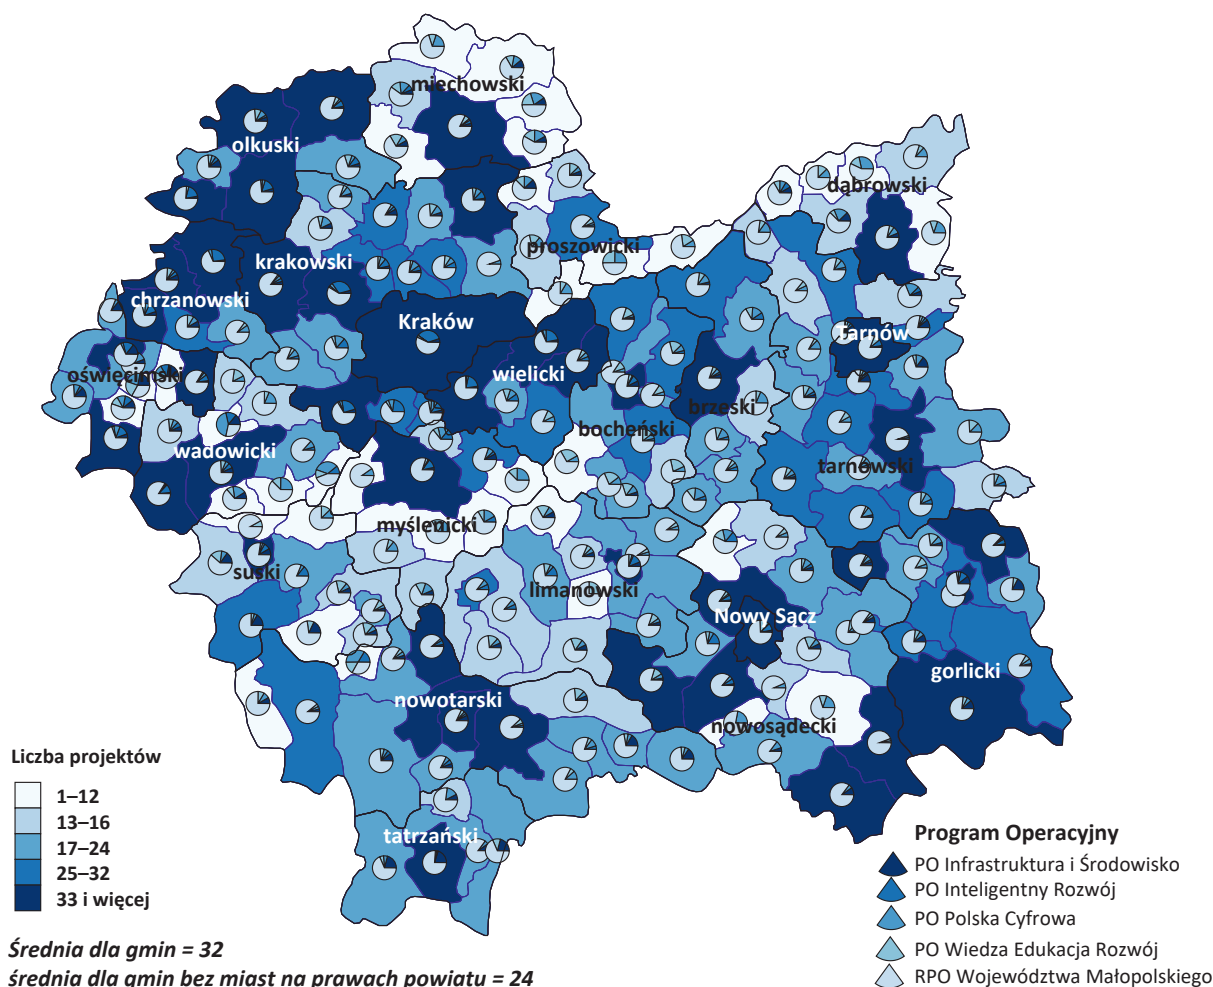 miechowski
olkuski
dąbrowski
proszowicki
krakowski
chrzanowski
Kraków
Tarnów
wielicki
oświęcimski
brzeski
bocheński
wadowicki
tarnowski
myślenicki
suski
limanowski
Nowy Sącz
gorlicki
nowotarski
nowosądecki
tatrzański
Liczba projektów
1–12
13–16
17–24
25–32
33 i więcej
Średnia dla gmin = 32
średnia dla gmin bez miast na prawach powiatu = 24
Program Operacyjny
PO Infrastruktura i Środowisko
PO Inteligentny Rozwój
PO Polska Cyfrowa
PO Wiedza Edukacja Rozwój
RPO Województwa Małopolskiego